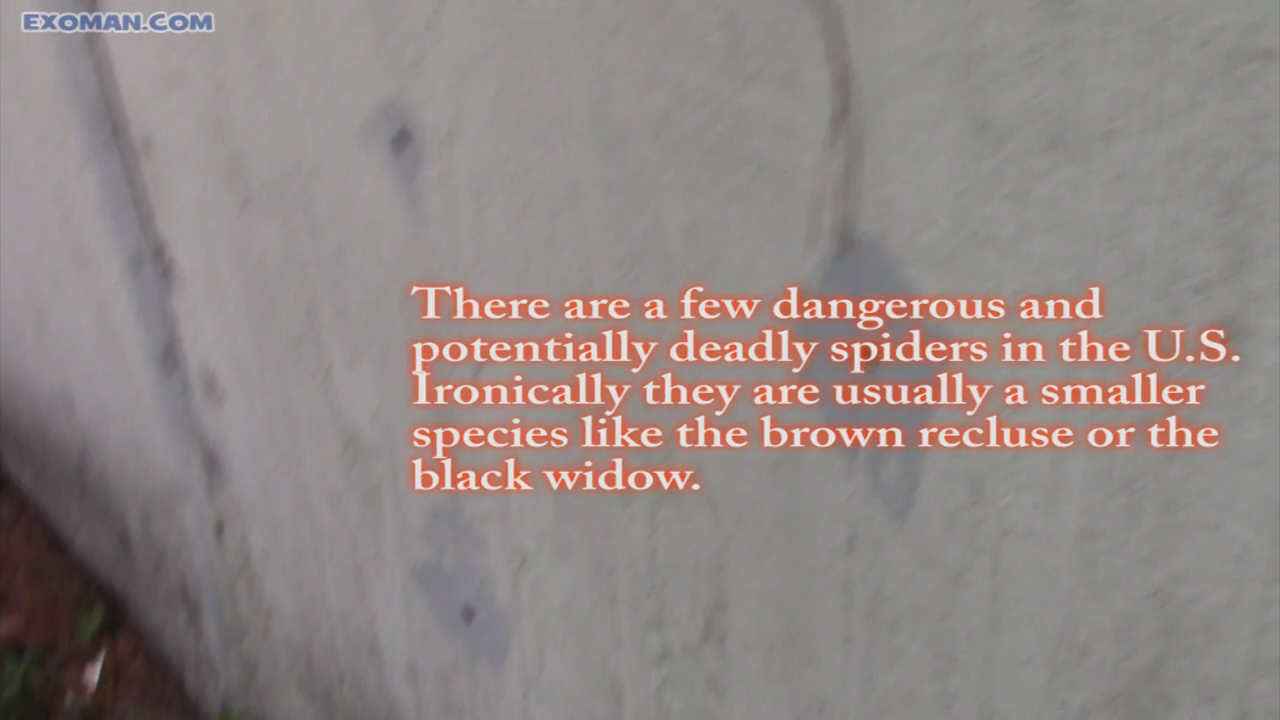 EXOMAN.COM
There are a few dangerous and
potentially deadly spiders in the U.S.
Ironically they are usually a smaller
species like the brown recluse or the
black widow.